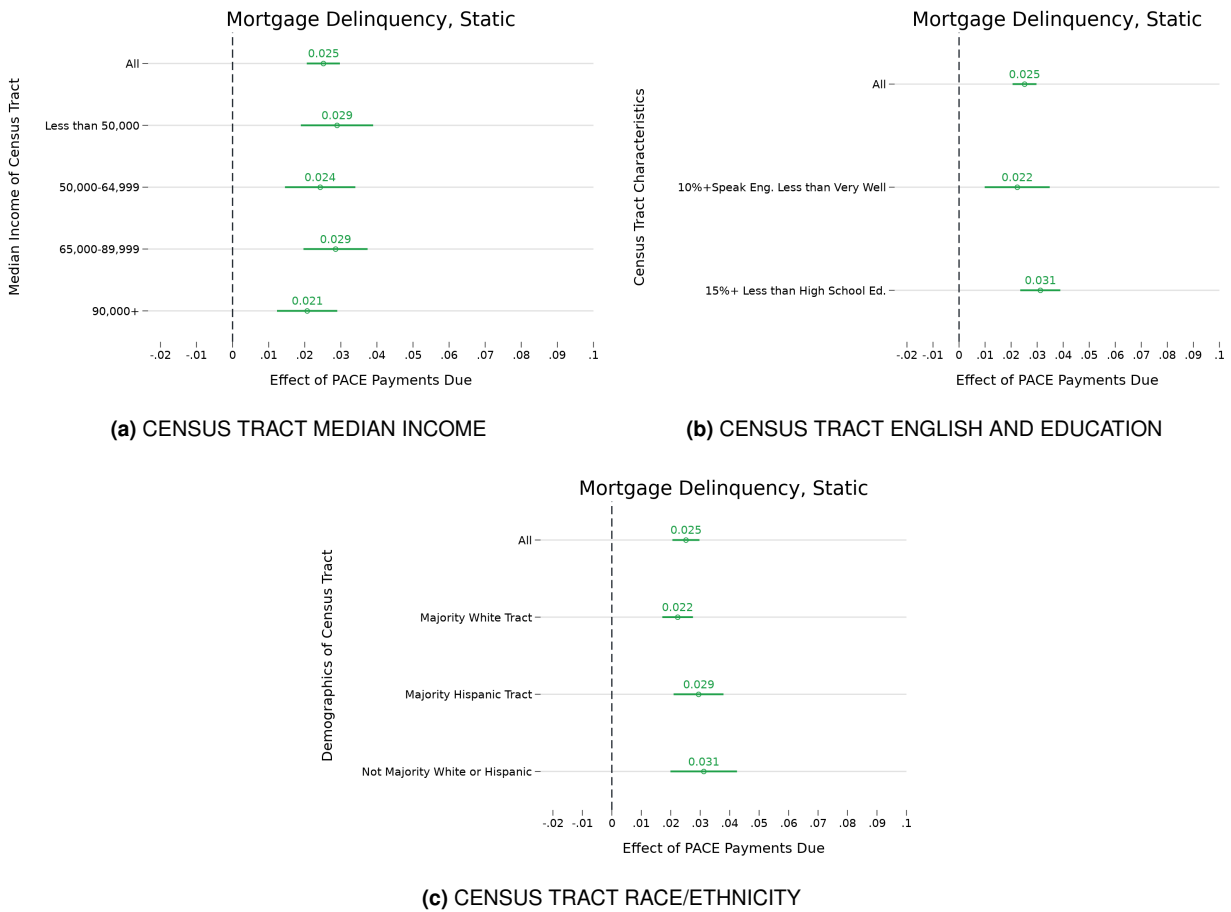 Mortgage Delinquency, Static
Median Income of Census Tract
All
0.025
Less than 50,000
0.029
50,000-64,999
0.024
65,000-89,999
0.029
90,000+
0.021
-.02 -.01 0 .01 .02 .03 .04 .05 .06 .07 .08 .09 .1
Effect of PACE Payments Due
(a) CENSUS TRACT MEDIAN INCOME
Mortgage Delinquency, Static
Census Tract Characteristics
All
0.025
10%+Speak Eng. Less than Very Well
0.022
15%+ Less than High School Ed.
0.031
-.02 -.01 0 .01 .02 .03 .04 .05 .06 .07 .08 .09 .1
Effect of PACE Payments Due
(b) CENSUS TRACT ENGLISH AND EDUCATION
Mortgage Delinquency, Static
Demographics of Census Tract
All
0.025
Majority White Tract
0.022
Majority Hispanic Tract
0.029
Not Majority White or Hispanic
0.031
-.02 -.01 0 .01 .02 .03 .04 .05 .06 .07 .08 .09 .1
Effect of PACE Payments Due
(c) CENSUS TRACT RACE/ETHNICITY